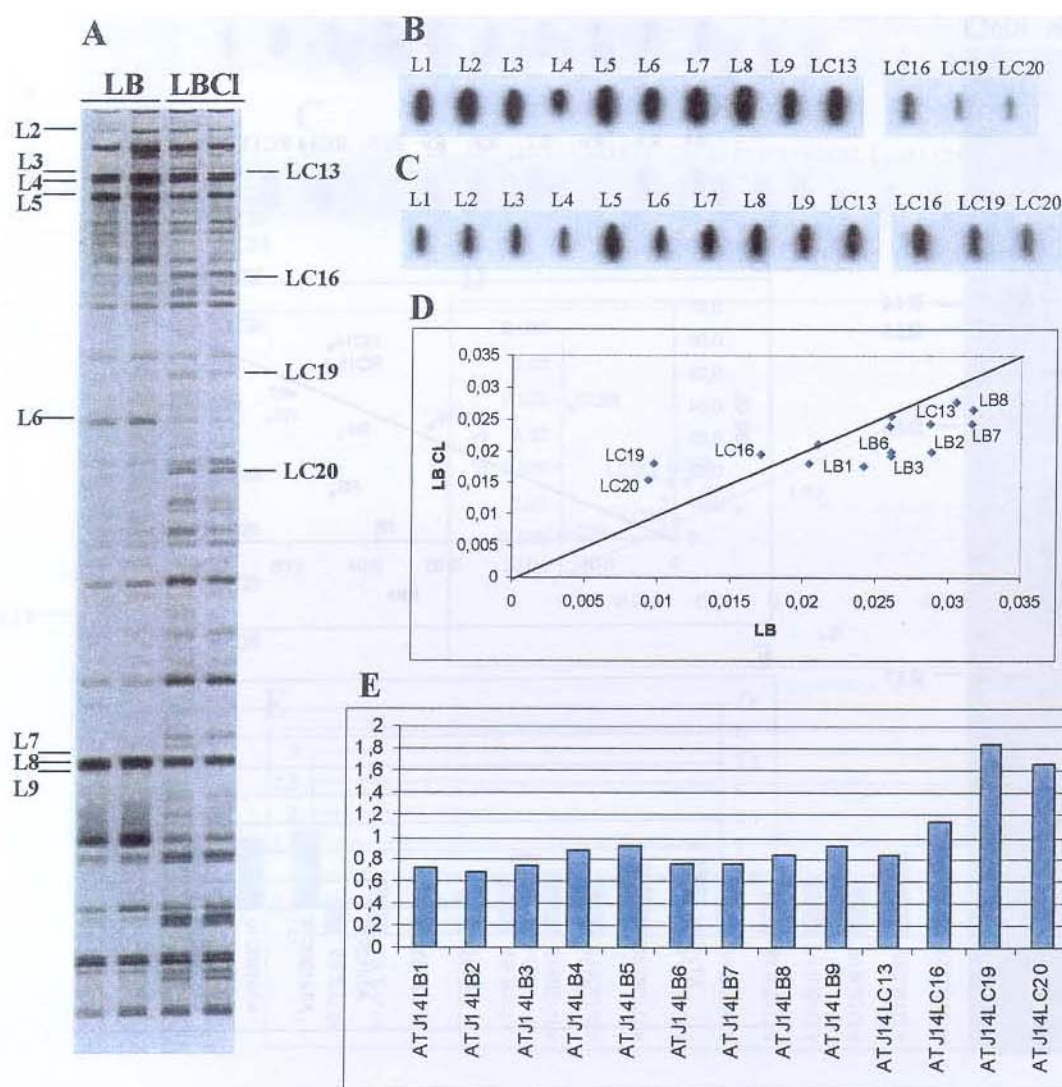 A
LB LBCl
L2
L3
L4
L5
L6
L7
L8
L9
LC13
LC16
LC19
LC20
B
L1 L2 L3 L4 L5 L6 L7 L8 L9 LC13 LC16 LC19 LC20
C
L1 L2 L3 L4 L5 L6 L7 L8 L9 LC13 LC16 LC19 LC20
D
0,035
0,03
0,025
0,02
0,015
0,01
0,005
0
LB CL
LC19
LC20
LC16
LC13
LB8
LB6
LB2
LB7
LB1
LB3
0 0,005 0,01 0,015 0,02 0,025 0,03 0,035
LB
E
2
1,8
1,6
1,4
1,2
1
0,8
0,6
0,4
0,2
0
ATJ14LB1
ATJ14LB2
ATJ14LB3
ATJ14LB4
ATJ14LB5
ATJ14LB6
ATJ14LB7
ATJ14LB8
ATJ14LB9
ATJ14LC13
ATJ14LC16
ATJ14LC19
ATJ14LC20